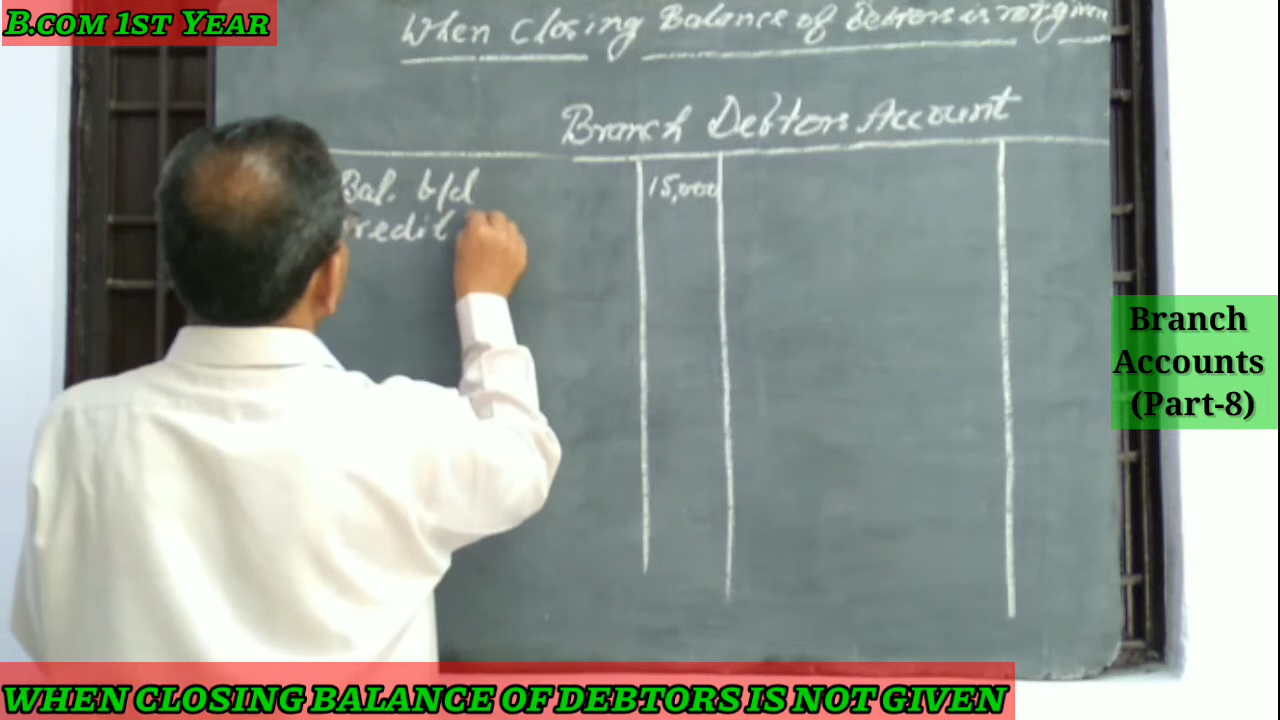 B.COM 1ST YEAR
When Closing Balance of Debtors is not given
Branch Debtors Account
Bal. b/d 15,000
redit
Branch
Accounts
(Part-8)
WHEN CLOSING BALANCE OF DEBTORS IS NOT GIVEN